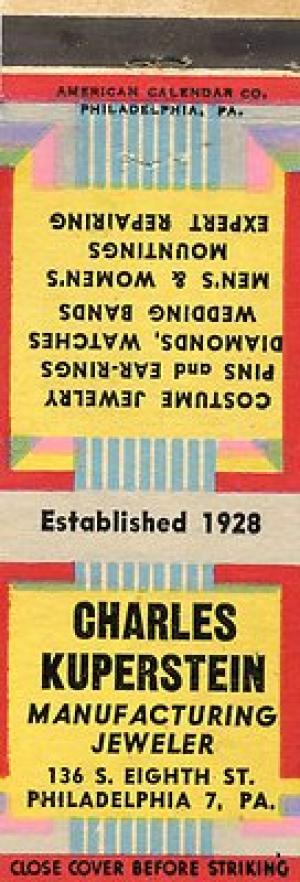 AMERICAN CALENDAR CO.
PHILADELPHIA, PA.
COSTUME JEWELRY
PINS and EAR-RINGS
DIAMONDS, WATCHES
WEDDING BANDS
MEN'S & WOMEN'S
MOUNTINGS
EXPERT REPAIRING
Established 1928
CHARLES
KUPERSTEIN
MANUFACTURING
JEWELER
136 S. EIGHTH ST.
PHILADELPHIA 7, PA.
CLOSE COVER BEFORE STRIKING